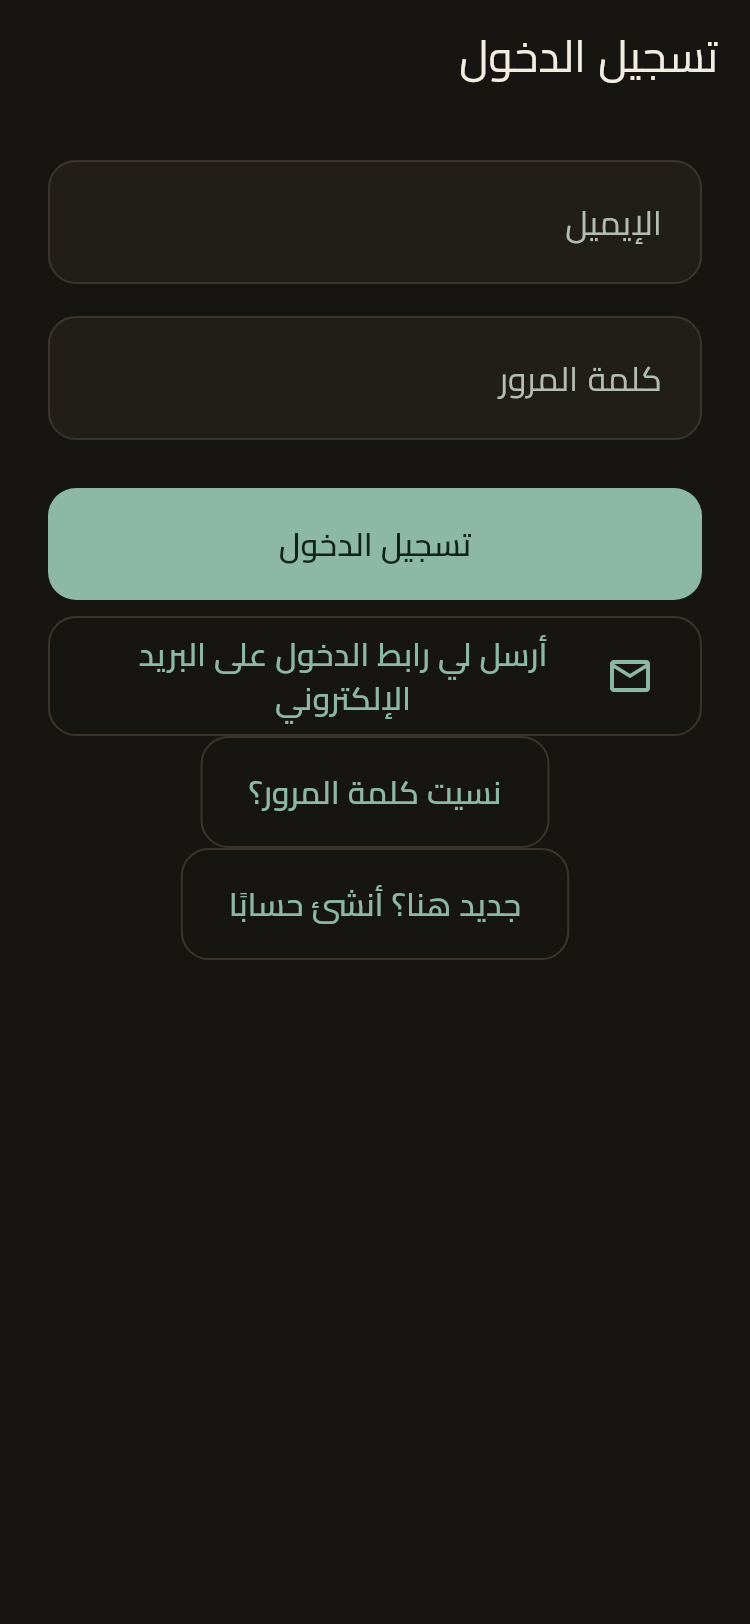 تسجيل الدخول
الإيميل
كلمة المرور
تسجيل الدخول
أرسل لي رابط الدخول على البريد
الإلكتروني
نسيت كلمة المرور؟
جديد هنا؟ أنشئ حسابًا